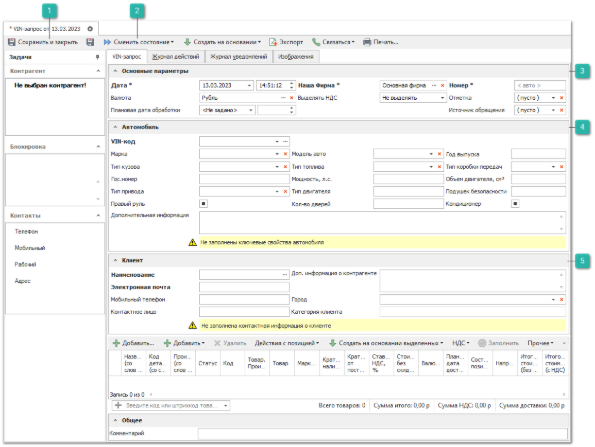 1
2
* VIN-запрос от 13.03.2023
Сохранить и закрыть
Сменить состояние
Создать на основании
Экспорт
Связаться
Печать...
Задачи
VIN-запрос
Журнал действий
Журнал уведомлений
Изображения
Контрагент
Не выбран контрагент!
Блокировка
Контакты
Телефон
Мобильный
Рабочий
Адрес
Основные параметры
3
Дата * 13.03.2023 14:51:12 Наша Фирма * Основная фирма Номер * < авто >
Валюта Рубль Выделять НДС Не выделять Отметка ( пусто )
Плановая дата обработки <Не задано> Источник обращения ( пусто )
Автомобиль
4
VIN-код
Марка Модель авто Год выпуска
Тип кузова Тип топлива Тип коробки передач
Гос.номер Мощность, л.с. Объем двигателя, см³
Тип привода Тип двигателя Подушек безопасности
Правый руль Кол-во дверей Кондиционер
Дополнительная информация
Не заполнены ключевые свойства автомобиля
Клиент
5
Наименование Доп. информация о контрагенте
Электронная почта
Мобильный телефон Город
Контактное лицо Категория клиента
Не заполнена контактная информация о клиенте
Добавить... Добавить Удалить Действия с позицией Создать на основании выделенных НДС Заполнить Прочее
Назв... (со слов ... Код дета... (со с... Прои... (со слов ... Статус Код Товар. Прои... Товар Марк... Крат... нали... Крат... от пост... Став... НДС, % Стои... без скид... Валю... План... дата дост... Сост... пози... Напр... Итог... стои... (без ... Итого... стоим... (с НДС)
Запись 0 из 0
Введите код или штрихкод това...
Всего товаров: 0 Сумма итого: 0,00 р Сумма НДС: 0,00 р Сумма доставки: 0,00 р
Общее
Комментарий